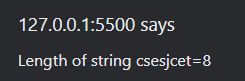 127.0.0.1:5500 says
Length of string csesjcet=8